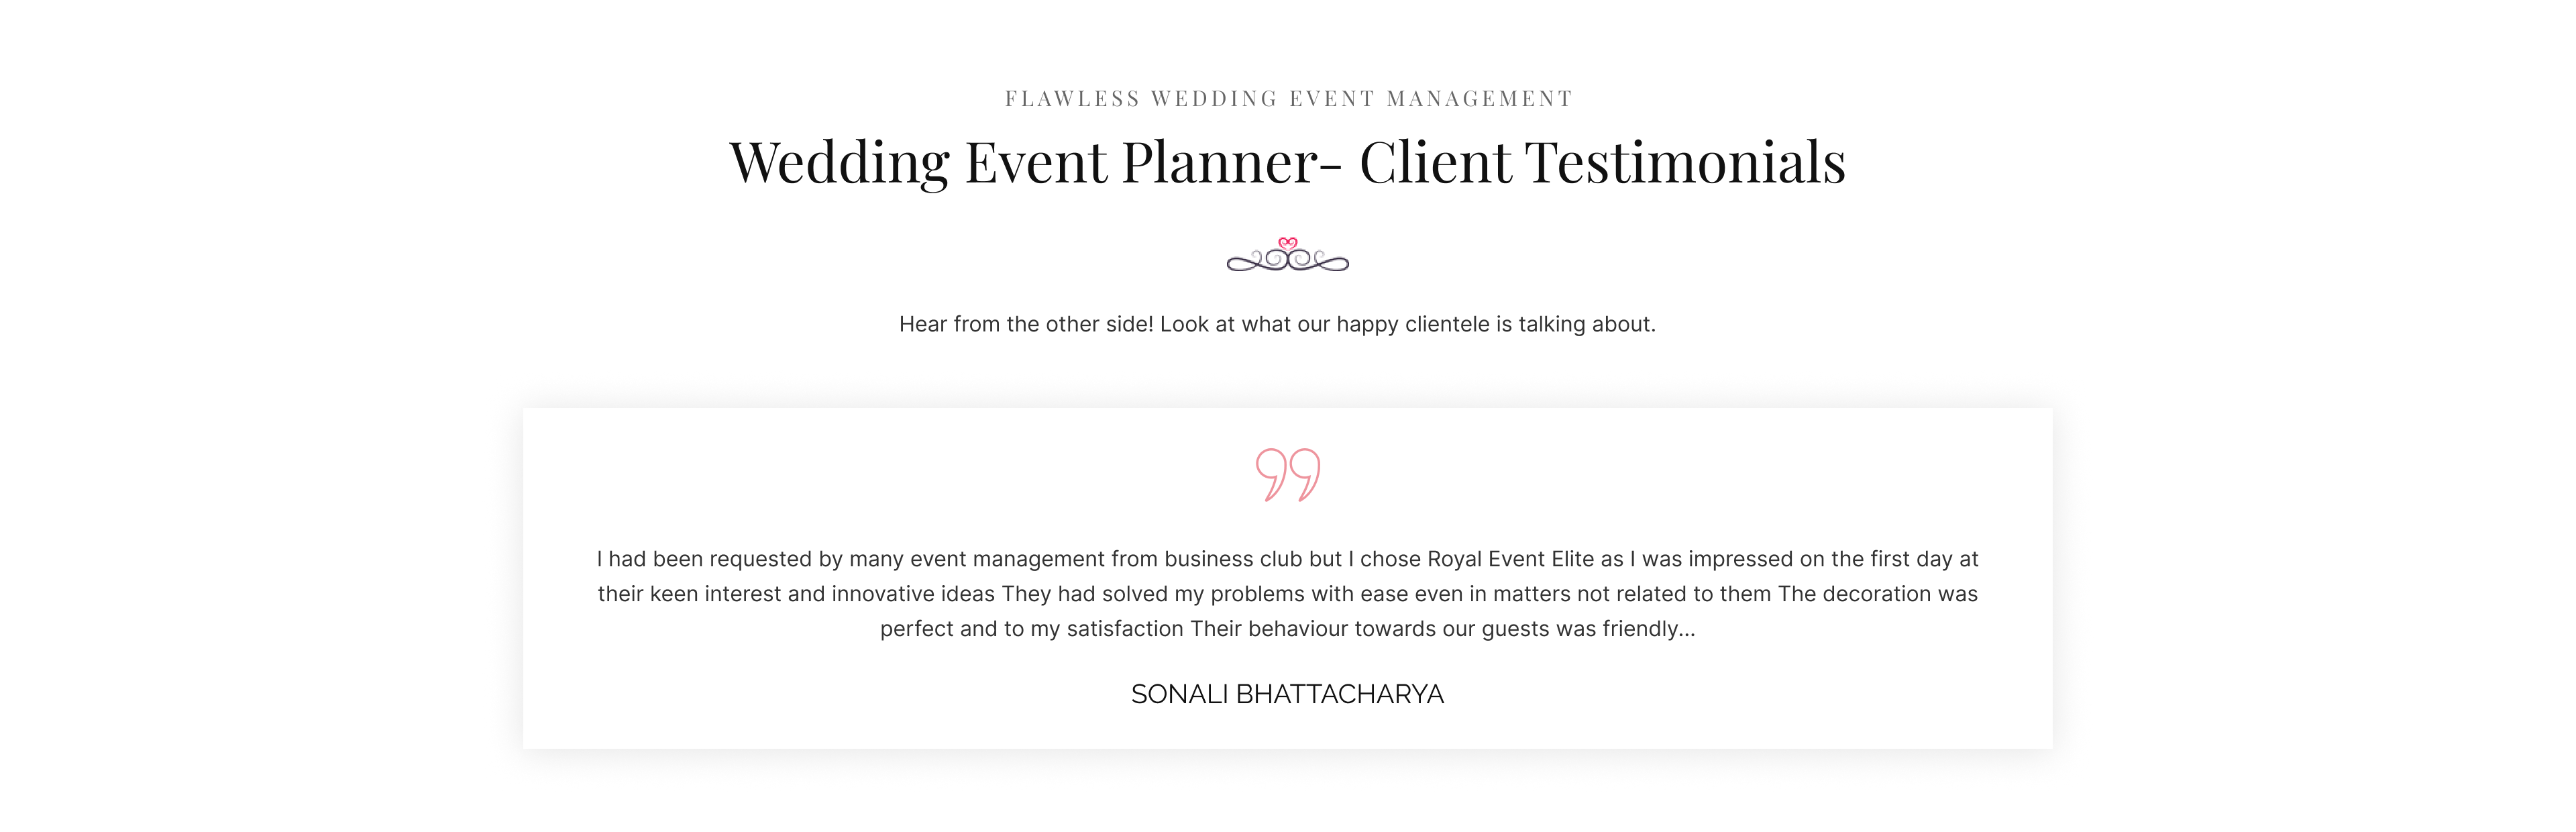 FLAWLESS WEDDING EVENT MANAGEMENT
Wedding Event Planner- Client Testimonials
Hear from the other side! Look at what our happy clientele is talking about.
I had been requested by many event management from business club but I chose Royal Event Elite as I was impressed on the first day at
their keen interest and innovative ideas They had solved my problems with ease even in matters not related to them The decoration was
perfect and to my satisfaction Their behaviour towards our guests was friendly...
SONALI BHATTACHARYA